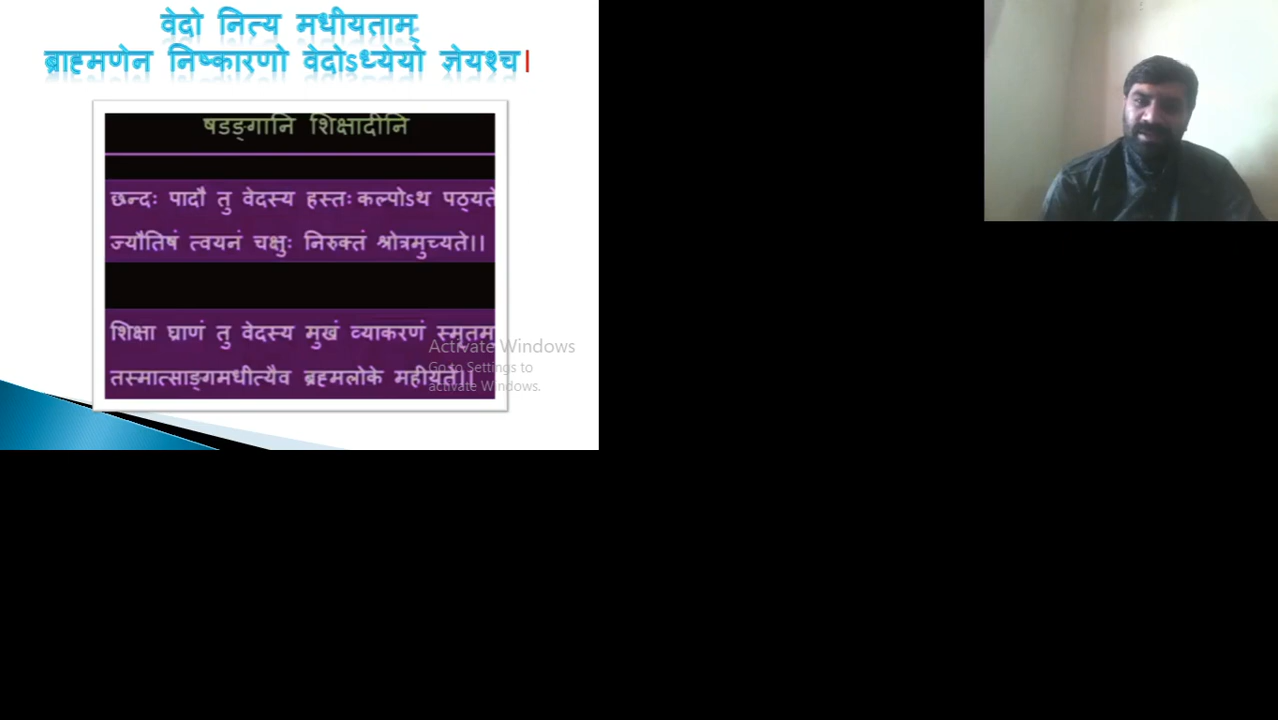 वेदो नित्य मधीयताम्
ब्राह्मणेन निष्कारणो वेदोऽध्येयो ज्ञेयश्च।
षडङ्गानि शिक्षादीनि
छन्दः पादौ तु वेदस्य हस्तः कल्पोऽथ पठ्यते
ज्यौतिषं त्वयनं चक्षुः निरुक्तं श्रोत्रमुच्यते।।
शिक्षा घ्राणं तु वेदस्य मुखं व्याकरणं स्मृतम
तस्मात्साङ्गमधीत्यैव ब्रह्मलोके महीयते।।
Activate Windows
Go to Settings to
activate Windows.